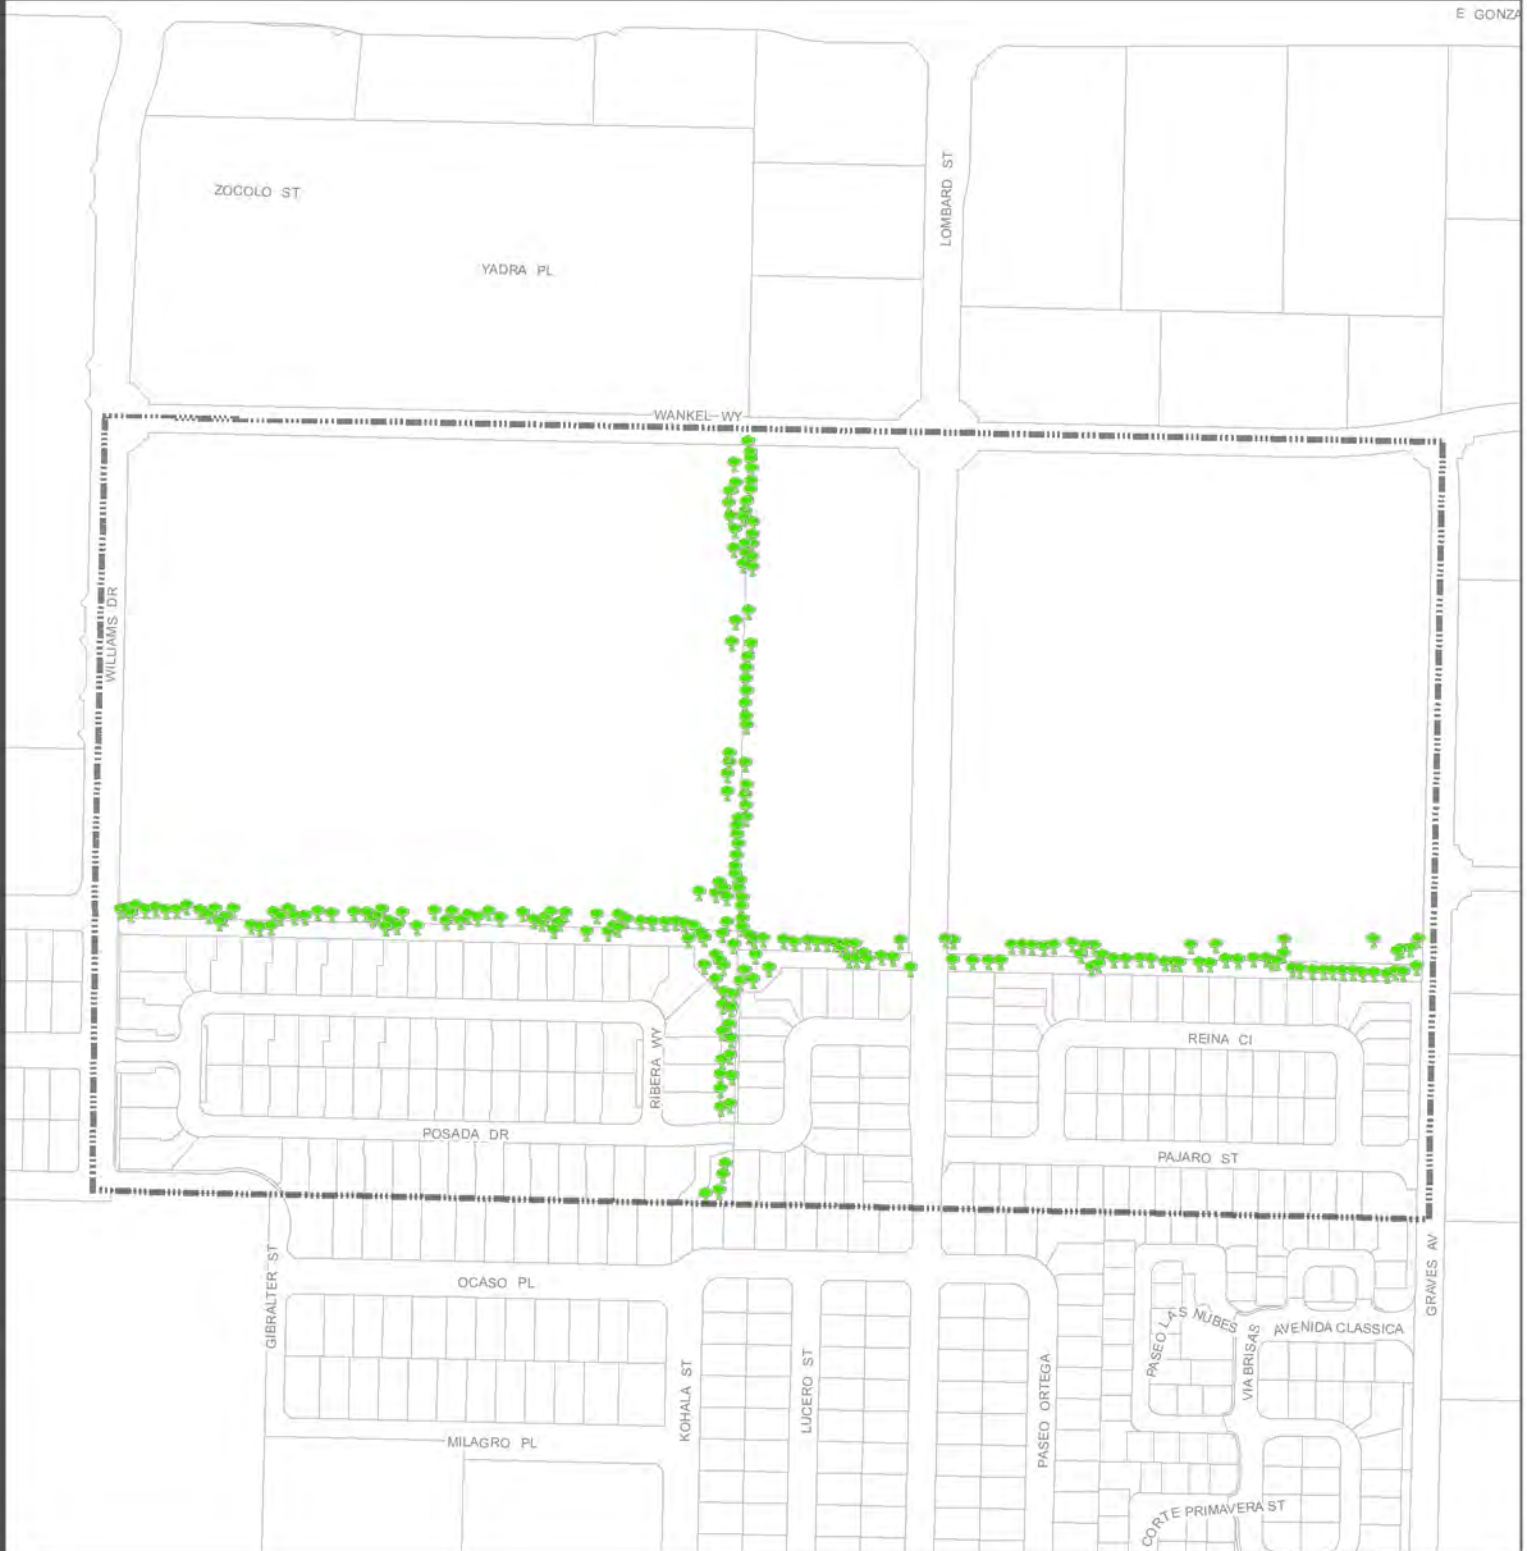 E GONZA
LOMBARD ST
ZOCOLO ST
YADRA PL
WANKEL WY
WILLIAMS DR
RIBERA WY
REINA CI
POSADA DR
PAJARO ST
GIBRALTER ST
OCASO PL
GRAVES AV
PASEO LAS NUBES
VIA BRISAS
AVENIDA CLASSICA
KOHALA ST
LUCERO ST
PASEO ORTEGA
MILAGRO PL
CORTE PRIMAVERA ST